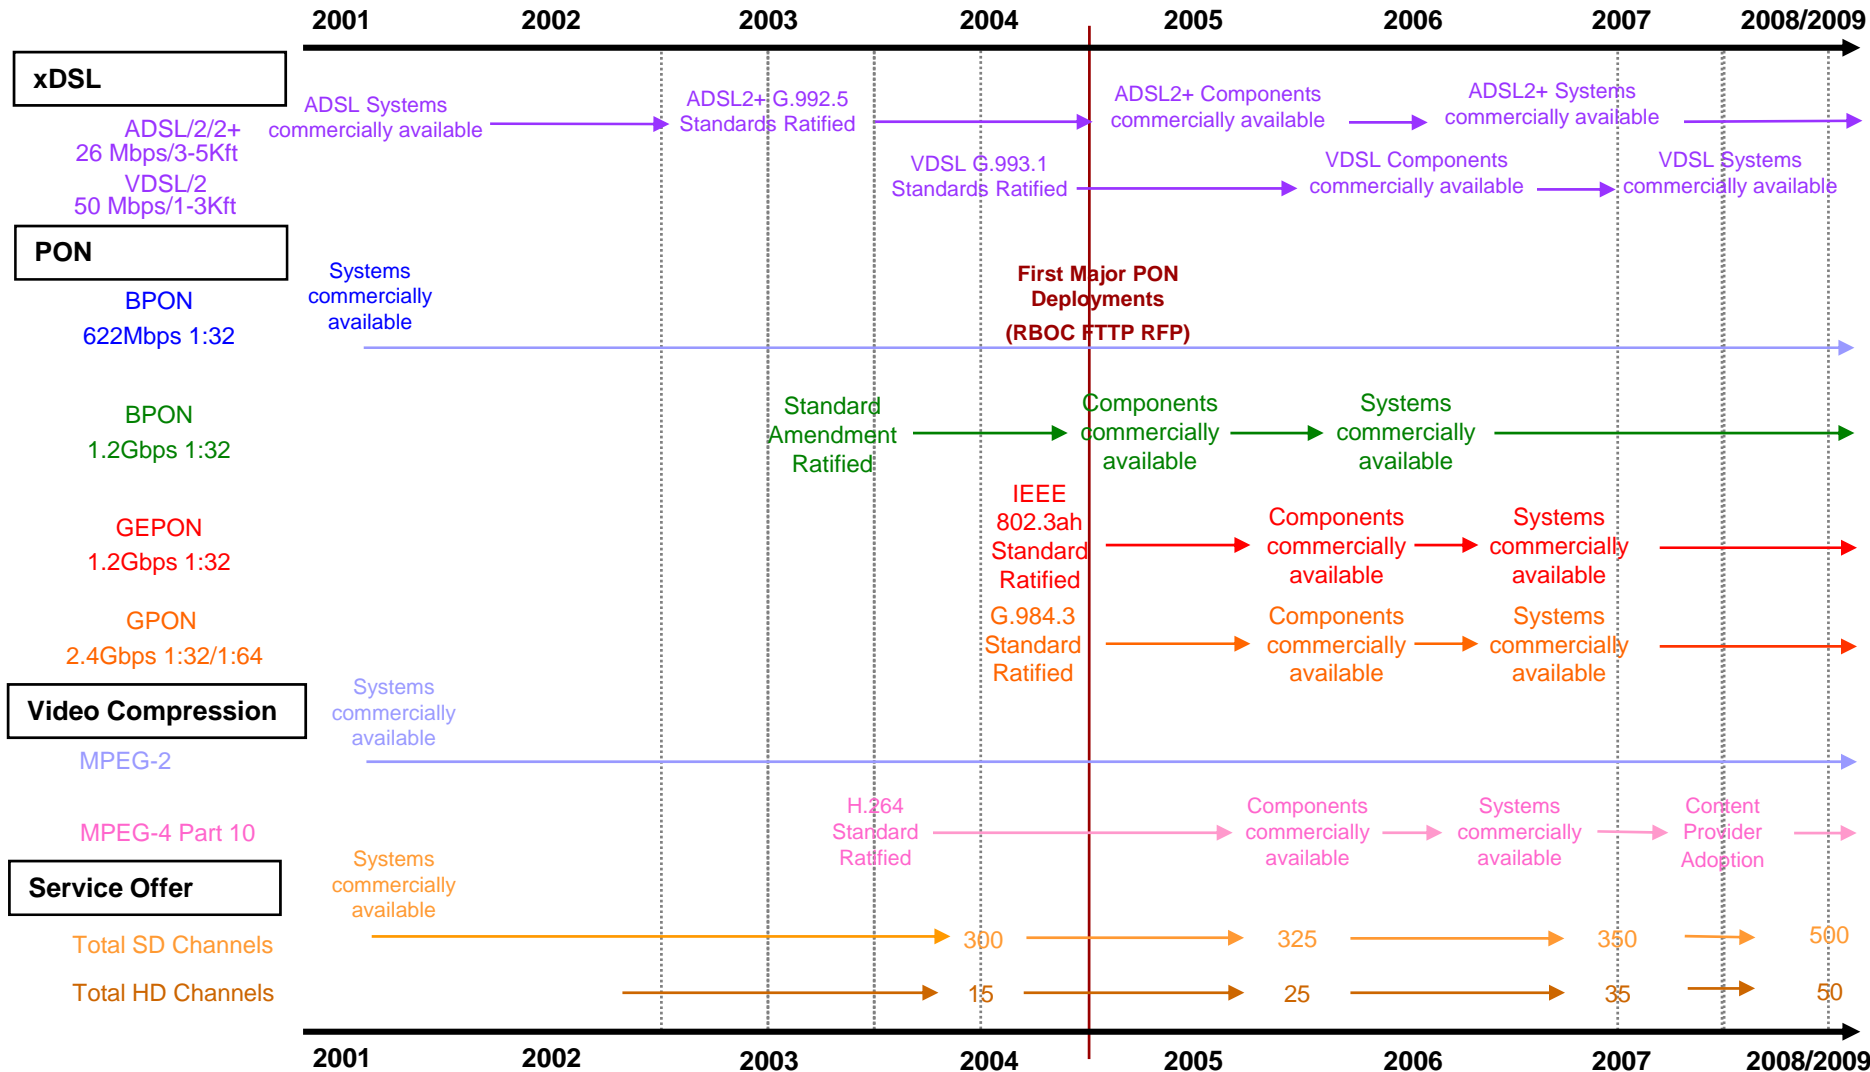 2001 2002 2003 2004 2005 2006 2007 2008/2009
xDSL
ADSL/2/2+
26 Mbps/3-5Kft
ADSL Systems
commercially available
ADSL2+ G.992.5
Standards Ratified
ADSL2+ Components
commercially available
ADSL2+ Systems
commercially available
VDSL/2
50 Mbps/1-3Kft
VDSL G.993.1
Standards Ratified
VDSL Components
commercially available
VDSL Systems
commercially available
PON
BPON
622Mbps 1:32
Systems
commercially
available
First Major PON
Deployments
(RBOC FTTP RFP)
BPON
1.2Gbps 1:32
Standard
Amendment
Ratified
Components
commercially
available
Systems
commercially
available
GEPON
1.2Gbps 1:32
IEEE
802.3ah
Standard
Ratified
Components
commercially
available
Systems
commercially
available
GPON
2.4Gbps 1:32/1:64
G.984.3
Standard
Ratified
Components
commercially
available
Systems
commercially
available
Video Compression
MPEG-2
Systems
commercially
available
MPEG-4 Part 10
H.264
Standard
Ratified
Components
commercially
available
Systems
commercially
available
Content
Provider
Adoption
Service Offer
Systems
commercially
available
Total SD Channels 300 325 350 500
Total HD Channels 15 25 35 50
2001 2002 2003 2004 2005 2006 2007 2008/2009